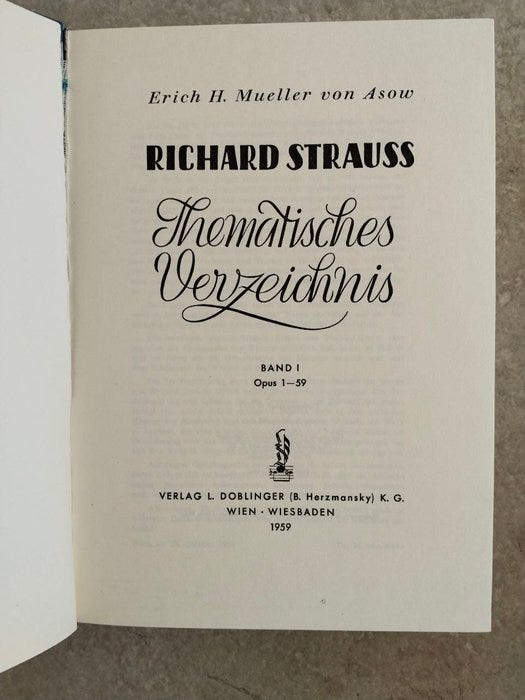 Erich H. Mueller von Asow
RICHARD STRAUSS
Thematisches
Verzeichnis
BAND I
Opus 1—59
VERLAG L. DOBLINGER (B. Herzmansky) K. G.
WIEN · WIESBADEN
1959